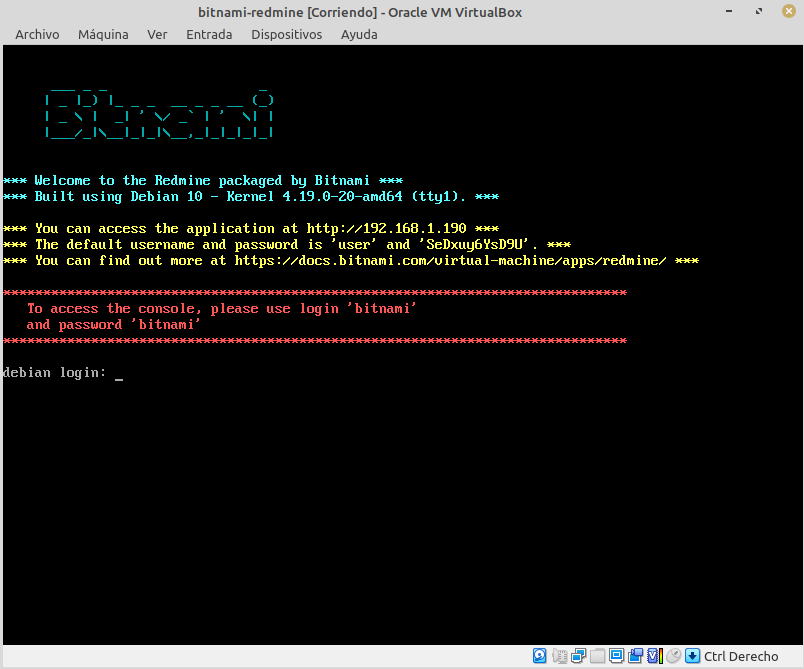 bitnami-redmine [Corriendo] - Oracle VM VirtualBox
Archivo Máquina Ver Entrada Dispositivos Ayuda
Bitnami
*** Welcome to the Redmine packaged by Bitnami ***
*** Built using Debian 10 - Kernel 4.19.0-20-amd64 (tty1). ***
*** You can access the application at http://192.168.1.190 ***
*** The default username and password is 'user' and 'SeDxuy6YsD9U'. ***
*** You can find out more at https://docs.bitnami.com/virtual-machine/apps/redmine/ ***
******************************************************************************
To access the console, please use login 'bitnami'
and password 'bitnami'
******************************************************************************
debian login: _
Ctrl Derecho